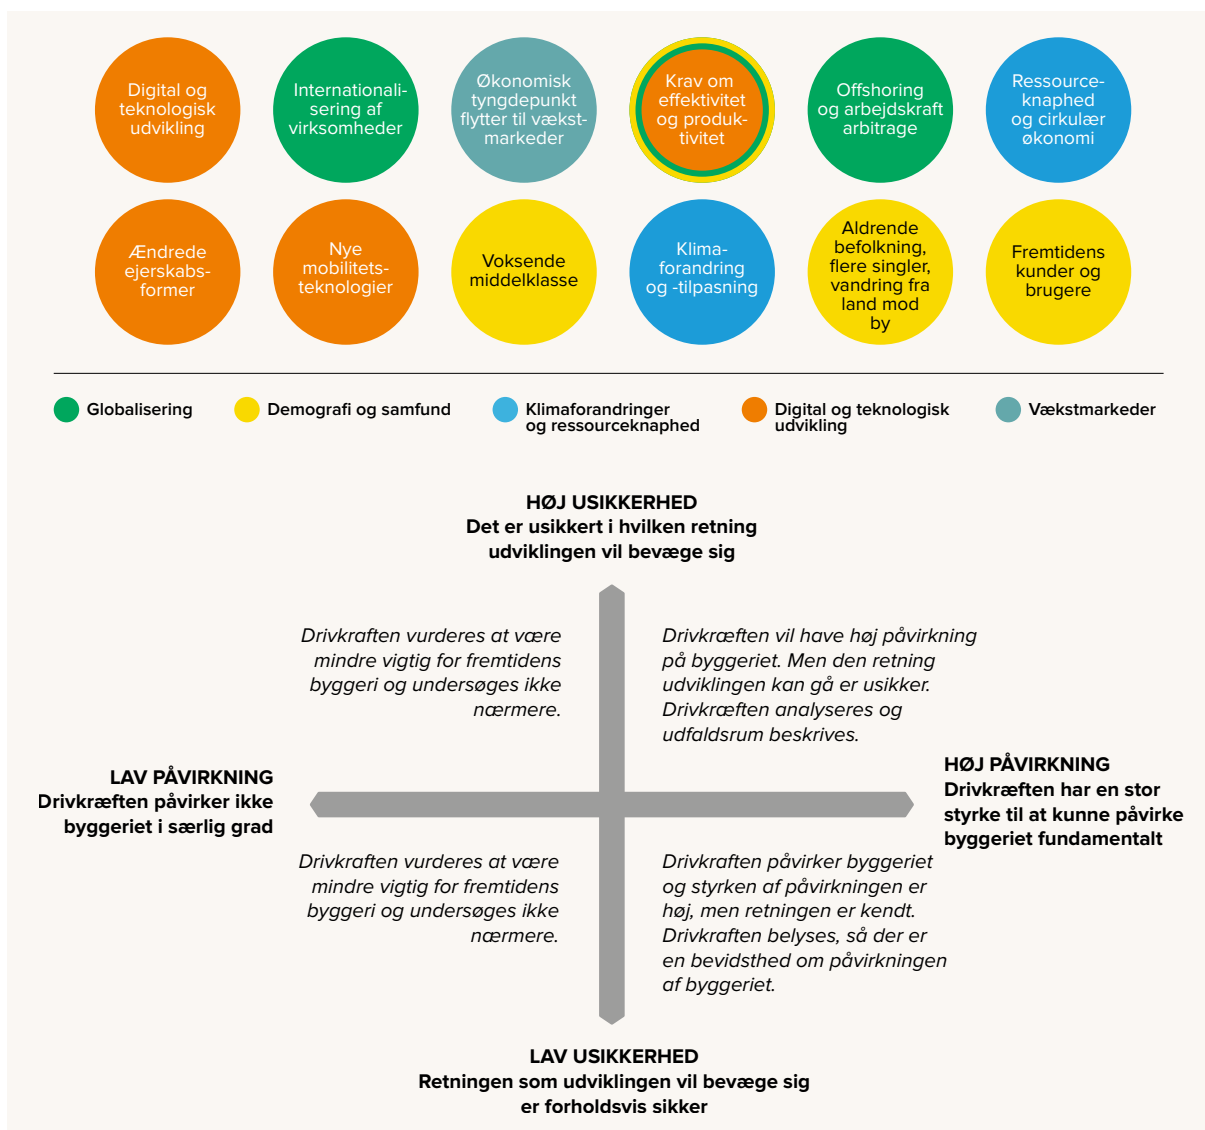 Digital og
teknologisk
udvikling
Internationali-
sering af
virksomheder
Økonomisk
tyngdepunkt
flytter til vækst-
markeder
Krav om
effektivitet
og produk-
tivitet
Offshoring
og arbejdskraft
arbitrage
Ressource-
knaphed
og cirkulær
økonomi
Ændrede
ejerskabs-
former
Nye
mobilitets-
teknologier
Voksende
middelklasse
Klima-
forandring
og -tilpasning
Aldrende
befolkning,
flere singler,
vandring fra
land mod
by
Fremtidens
kunder og
brugere
Globalisering
Demografi og samfund
Klimaforandringer
og ressourceknaphed
Digital og teknologisk
udvikling
Vækstmarkeder
HØJ USIKKERHED
Det er usikkert i hvilken retning
udviklingen vil bevæge sig
Drivkraften vurderes at være
mindre vigtig for fremtidens
byggeri og undersøges ikke
nærmere.
Drivkræften vil have høj påvirkning
på byggeriet. Men den retning
udviklingen kan gå er usikker.
Drivkræften analyseres og
udfaldsrum beskrives.
LAV PÅVIRKNING
Drivkræften påvirker ikke
byggeriet i særlig grad
HØJ PÅVIRKNING
Drivkræften har en stor
styrke til at kunne påvirke
byggeriet fundamentalt
Drivkraften vurderes at være
mindre vigtig for fremtidens
byggeri og undersøges ikke
nærmere.
Drivkraften påvirker byggeriet
og styrken af påvirkningen er
høj, men retningen er kendt.
Drivkraften belyses, så der er
en bevidsthed om påvirkningen
af byggeriet.
LAV USIKKERHED
Retningen som udviklingen vil bevæge sig
er forholdsvis sikker